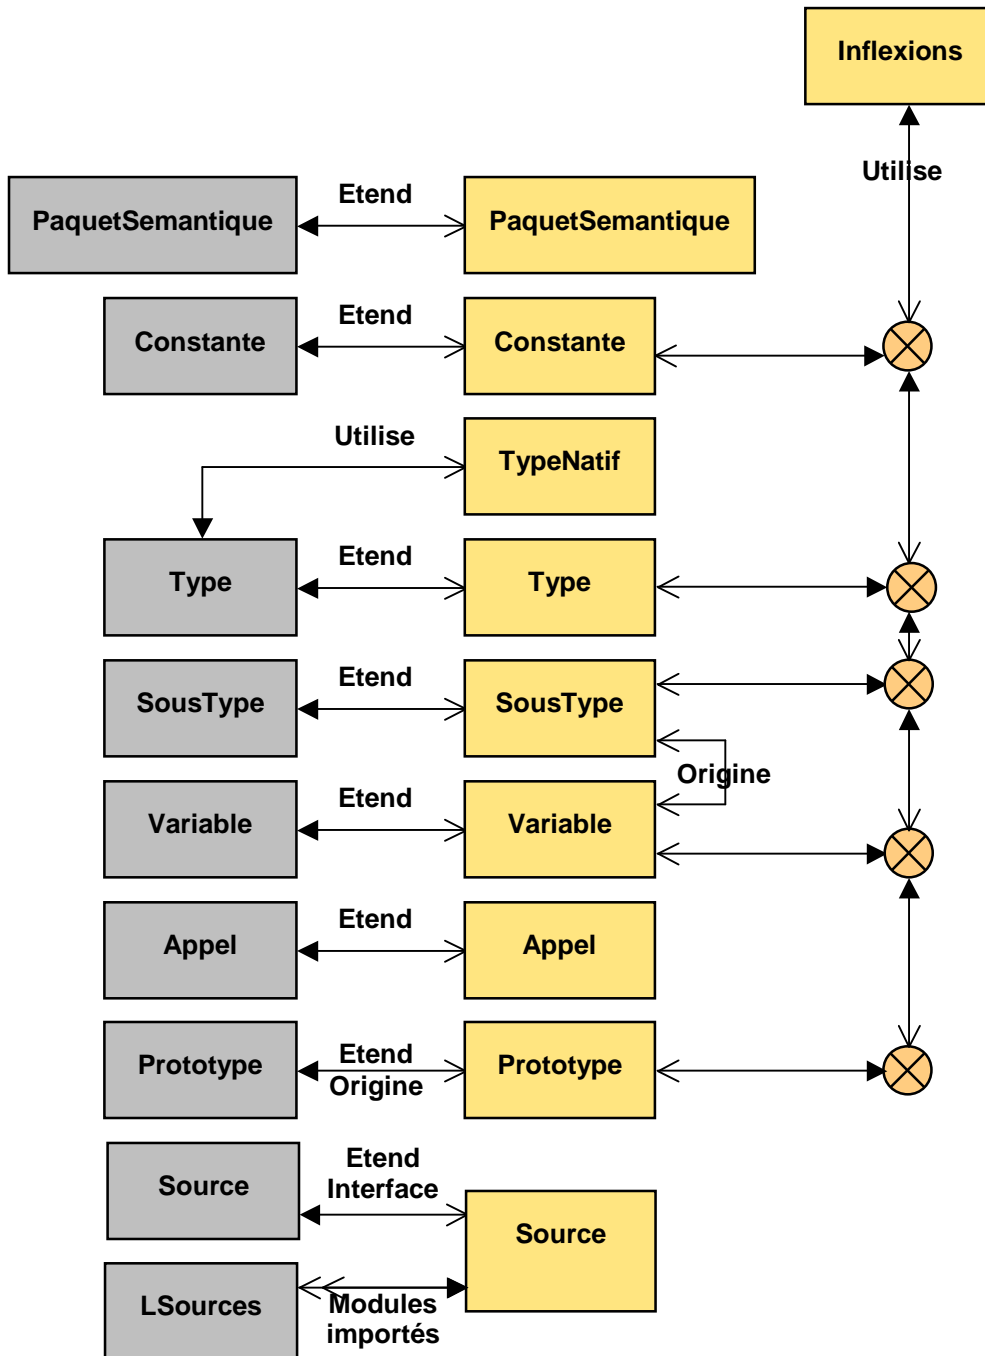 Inflexions
Utilise
PaquetSemantique
Etend
PaquetSemantique
Constante
Etend
Constante
Utilise
TypeNatif
Type
Etend
Type
SousType
Etend
SousType
Origine
Variable
Etend
Variable
Appel
Etend
Appel
Prototype
Etend
Origine
Prototype
Source
Etend
Interface
Source
LSources
Modules
importés